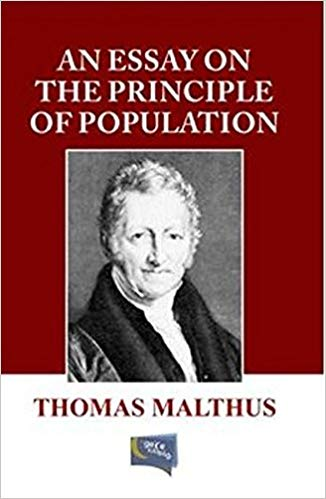 AN ESSAY ON
THE PRINCIPLE
OF POPULATION
THOMAS MALTHUS